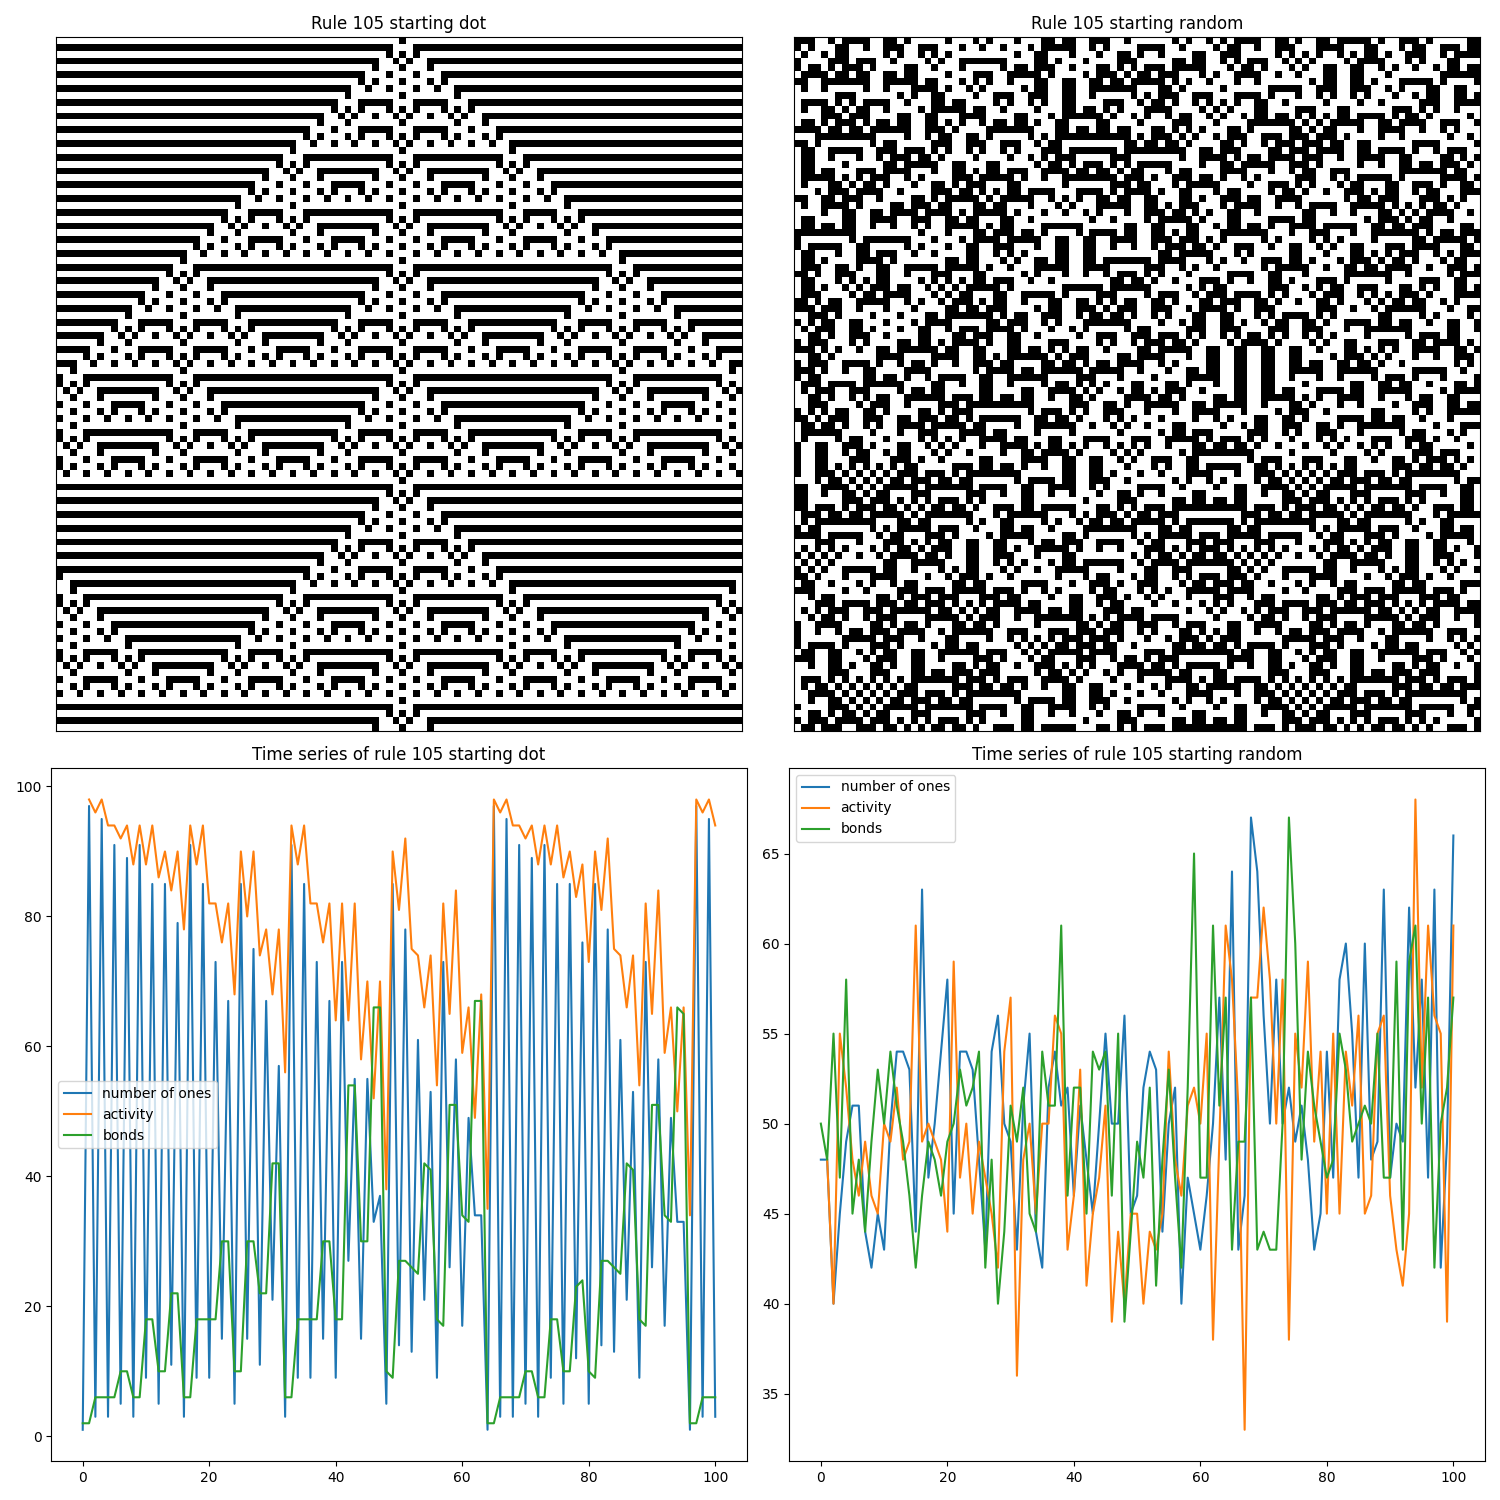 Rule 105 starting dot
Rule 105 starting random
Time series of rule 105 starting dot
100
80
60
40
20
0
number of ones
activity
bonds
0 20 40 60 80 100
Time series of rule 105 starting random
number of ones
activity
bonds
65
60
55
50
45
40
35
0 20 40 60 80 100